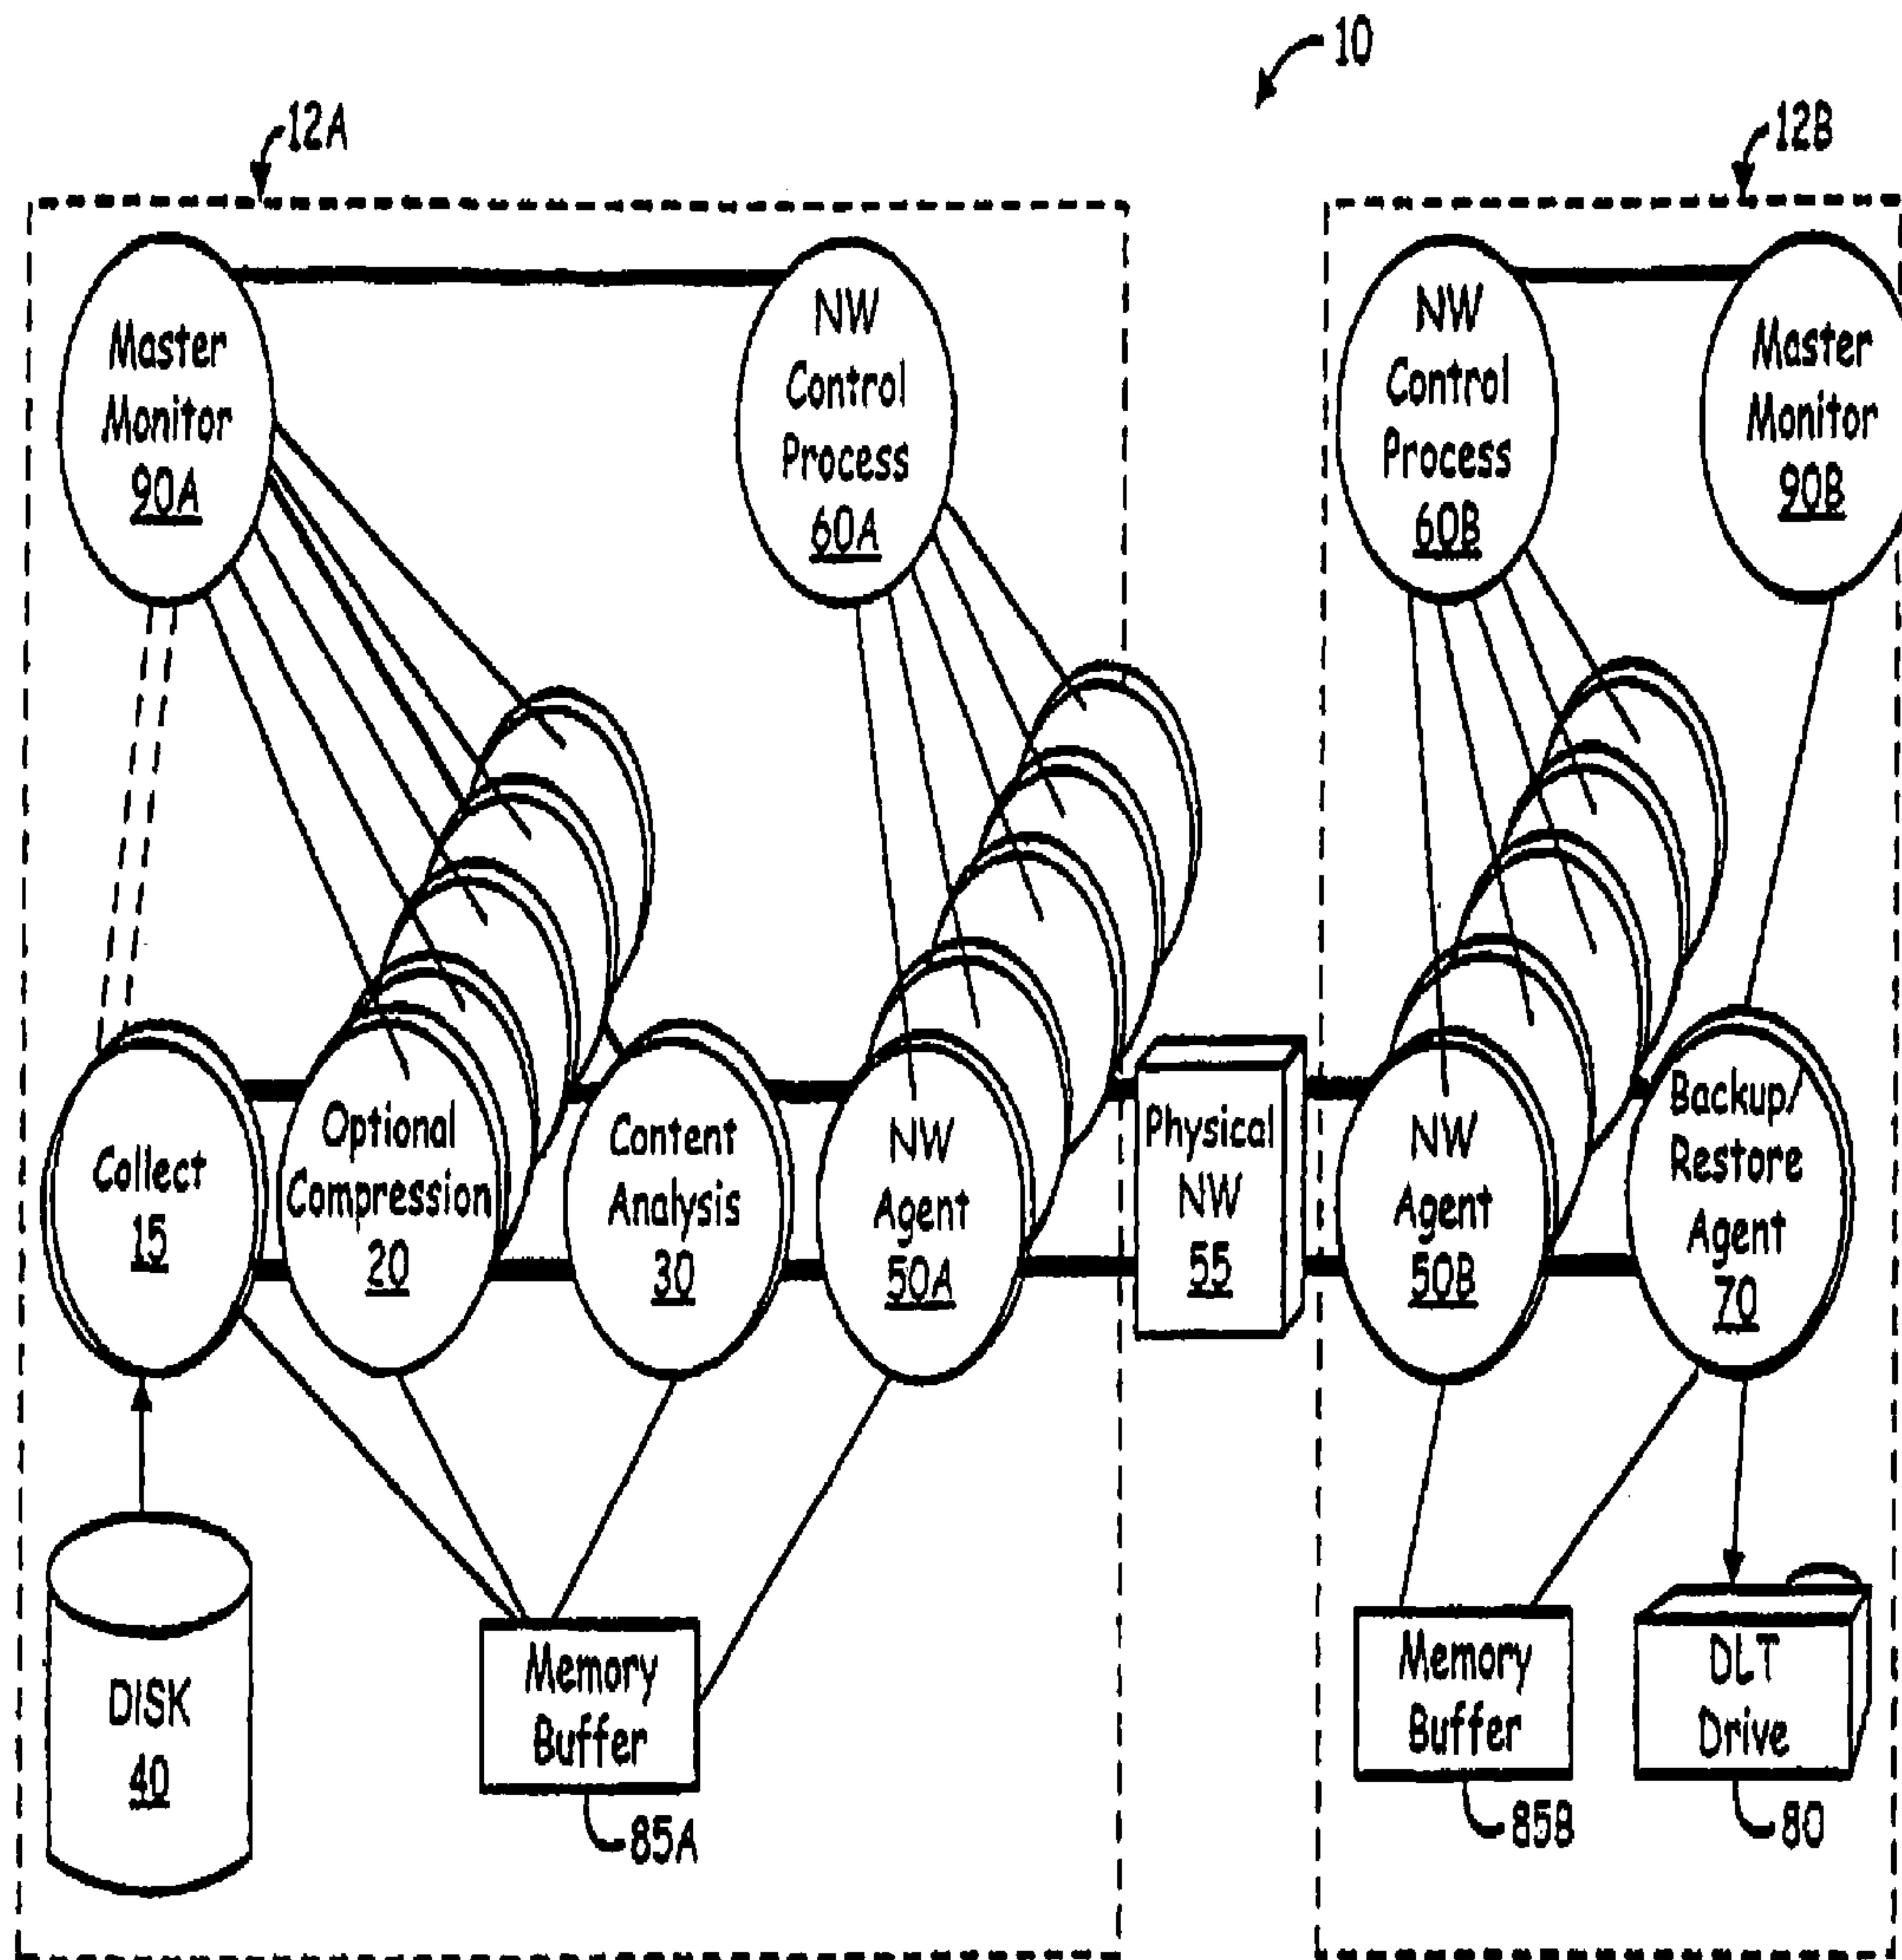 10
12A
12B
Master
Monitor
90A
NW
Control
Process
60A
NW
Control
Process
60B
Master
Monitor
90B
Collect
15
Optional
Compression
20
Content
Analysis
30
NW
Agent
50A
Physical
NW
55
NW
Agent
50B
Backup/
Restore
Agent
70
DISK
40
Memory
Buffer
85A
Memory
Buffer
85B
DLT
Drive
80